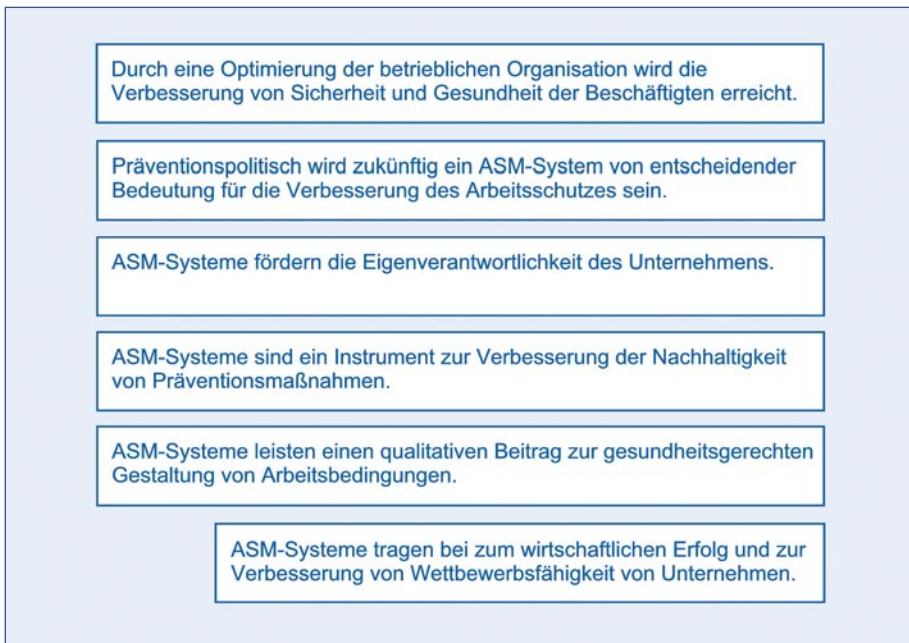 Durch eine Optimierung der betrieblichen Organisation wird die
Verbesserung von Sicherheit und Gesundheit der Beschäftigten erreicht.
Präventionspolitisch wird zukünftig ein ASM-System von entscheidender
Bedeutung für die Verbesserung des Arbeitsschutzes sein.
ASM-Systeme fördern die Eigenverantwortlichkeit des Unternehmens.
ASM-Systeme sind ein Instrument zur Verbesserung der Nachhaltigkeit
von Präventionsmaßnahmen.
ASM-Systeme leisten einen qualitativen Beitrag zur gesundheitsgerechten
Gestaltung von Arbeitsbedingungen.
ASM-Systeme tragen bei zum wirtschaftlichen Erfolg und zur
Verbesserung von Wettbewerbsfähigkeit von Unternehmen.